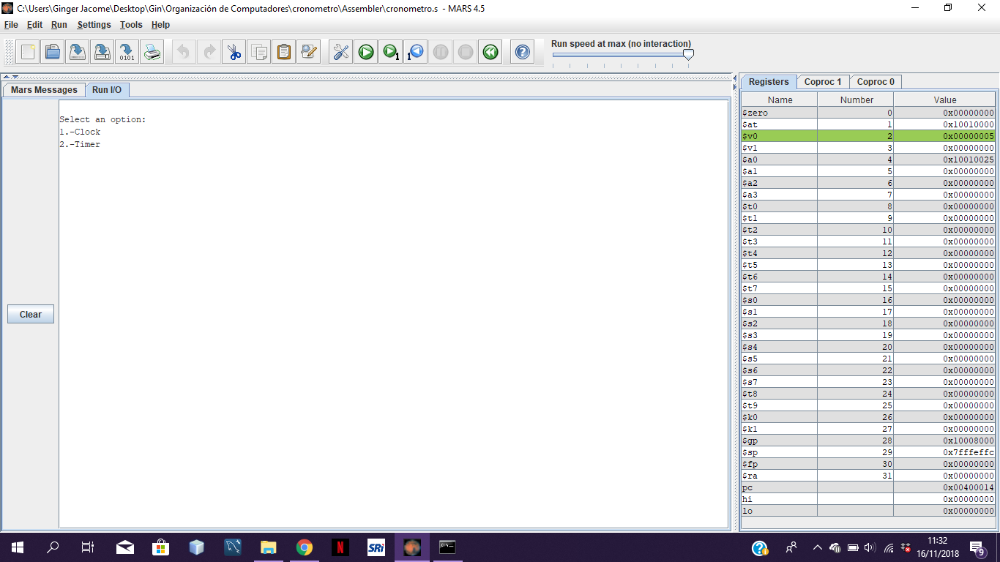 C:\Users\Ginger Jacome\Desktop\Gin\Organización de Computadores\cronometro\Assembler\cronometro.s - MARS 4.5
File Edit Run Settings Tools Help
0101
1
1
Run speed at max (no interaction)
Mars Messages Run I/O
Select an option:
1.-Clock
2.-Timer
Clear
Registers Coproc 1 Coproc 0
Name Number Value
$zero 0 0x00000000
$at 1 0x10010000
$v0 2 0x00000005
$v1 3 0x00000000
$a0 4 0x10010025
$a1 5 0x00000000
$a2 6 0x00000000
$a3 7 0x00000000
$t0 8 0x00000000
$t1 9 0x00000000
$t2 10 0x00000000
$t3 11 0x00000000
$t4 12 0x00000000
$t5 13 0x00000000
$t6 14 0x00000000
$t7 15 0x00000000
$s0 16 0x00000000
$s1 17 0x00000000
$s2 18 0x00000000
$s3 19 0x00000000
$s4 20 0x00000000
$s5 21 0x00000000
$s6 22 0x00000000
$s7 23 0x00000000
$t8 24 0x00000000
$t9 25 0x00000000
$k0 26 0x00000000
$k1 27 0x00000000
$gp 28 0x10008000
$sp 29 0x7fffeffc
$fp 30 0x00000000
$ra 31 0x00000000
pc 0x00400014
hi 0x00000000
lo 0x00000000
N
SRi
11:32
16/11/2018
9